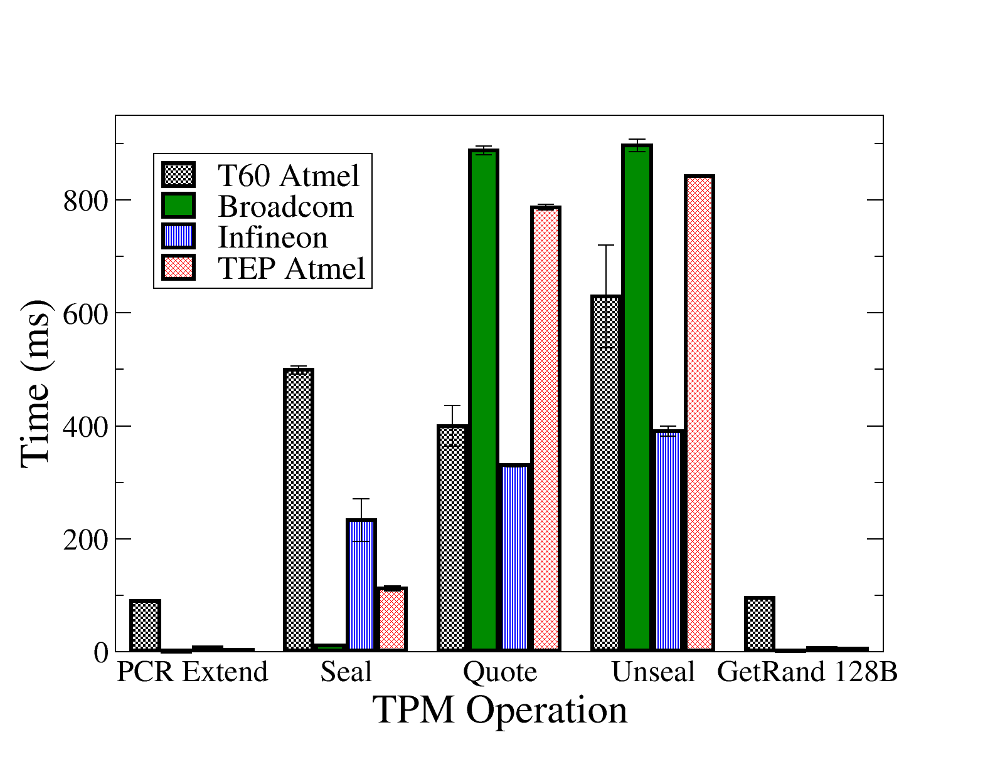 T60 Atmel
Broadcom
Infineon
TEP Atmel
800
600
400
200
0
Time (ms)
PCR Extend Seal Quote Unseal GetRand 128B
TPM Operation